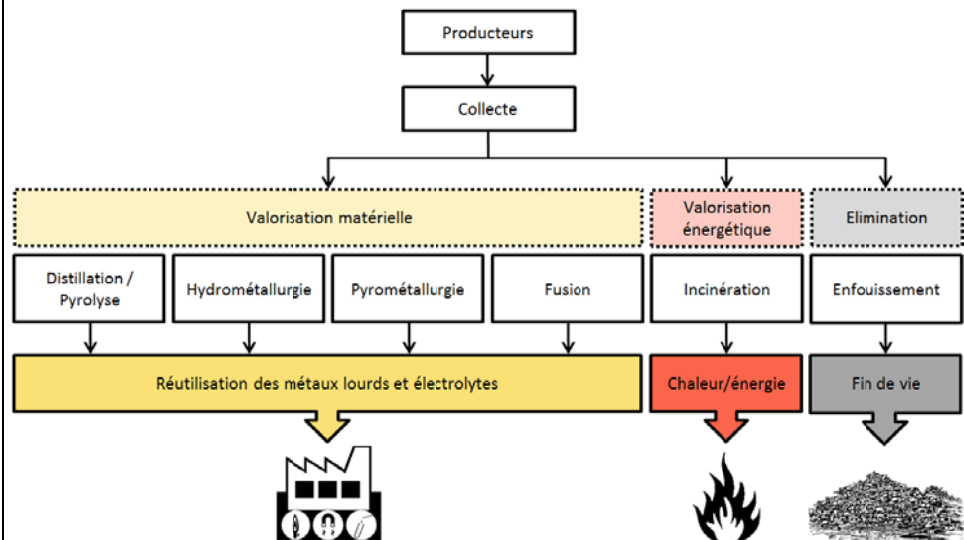 Producteurs
Collecte
Valorisation matérielle
Valorisation
énergétique
Elimination
Distillation /
Pyrolyse
Hydrométallurgie
Pyrométallurgie
Fusion
Incinération
Enfouissement
Réutilisation des métaux lourds et électrolytes
Chaleur/énergie
Fin de vie